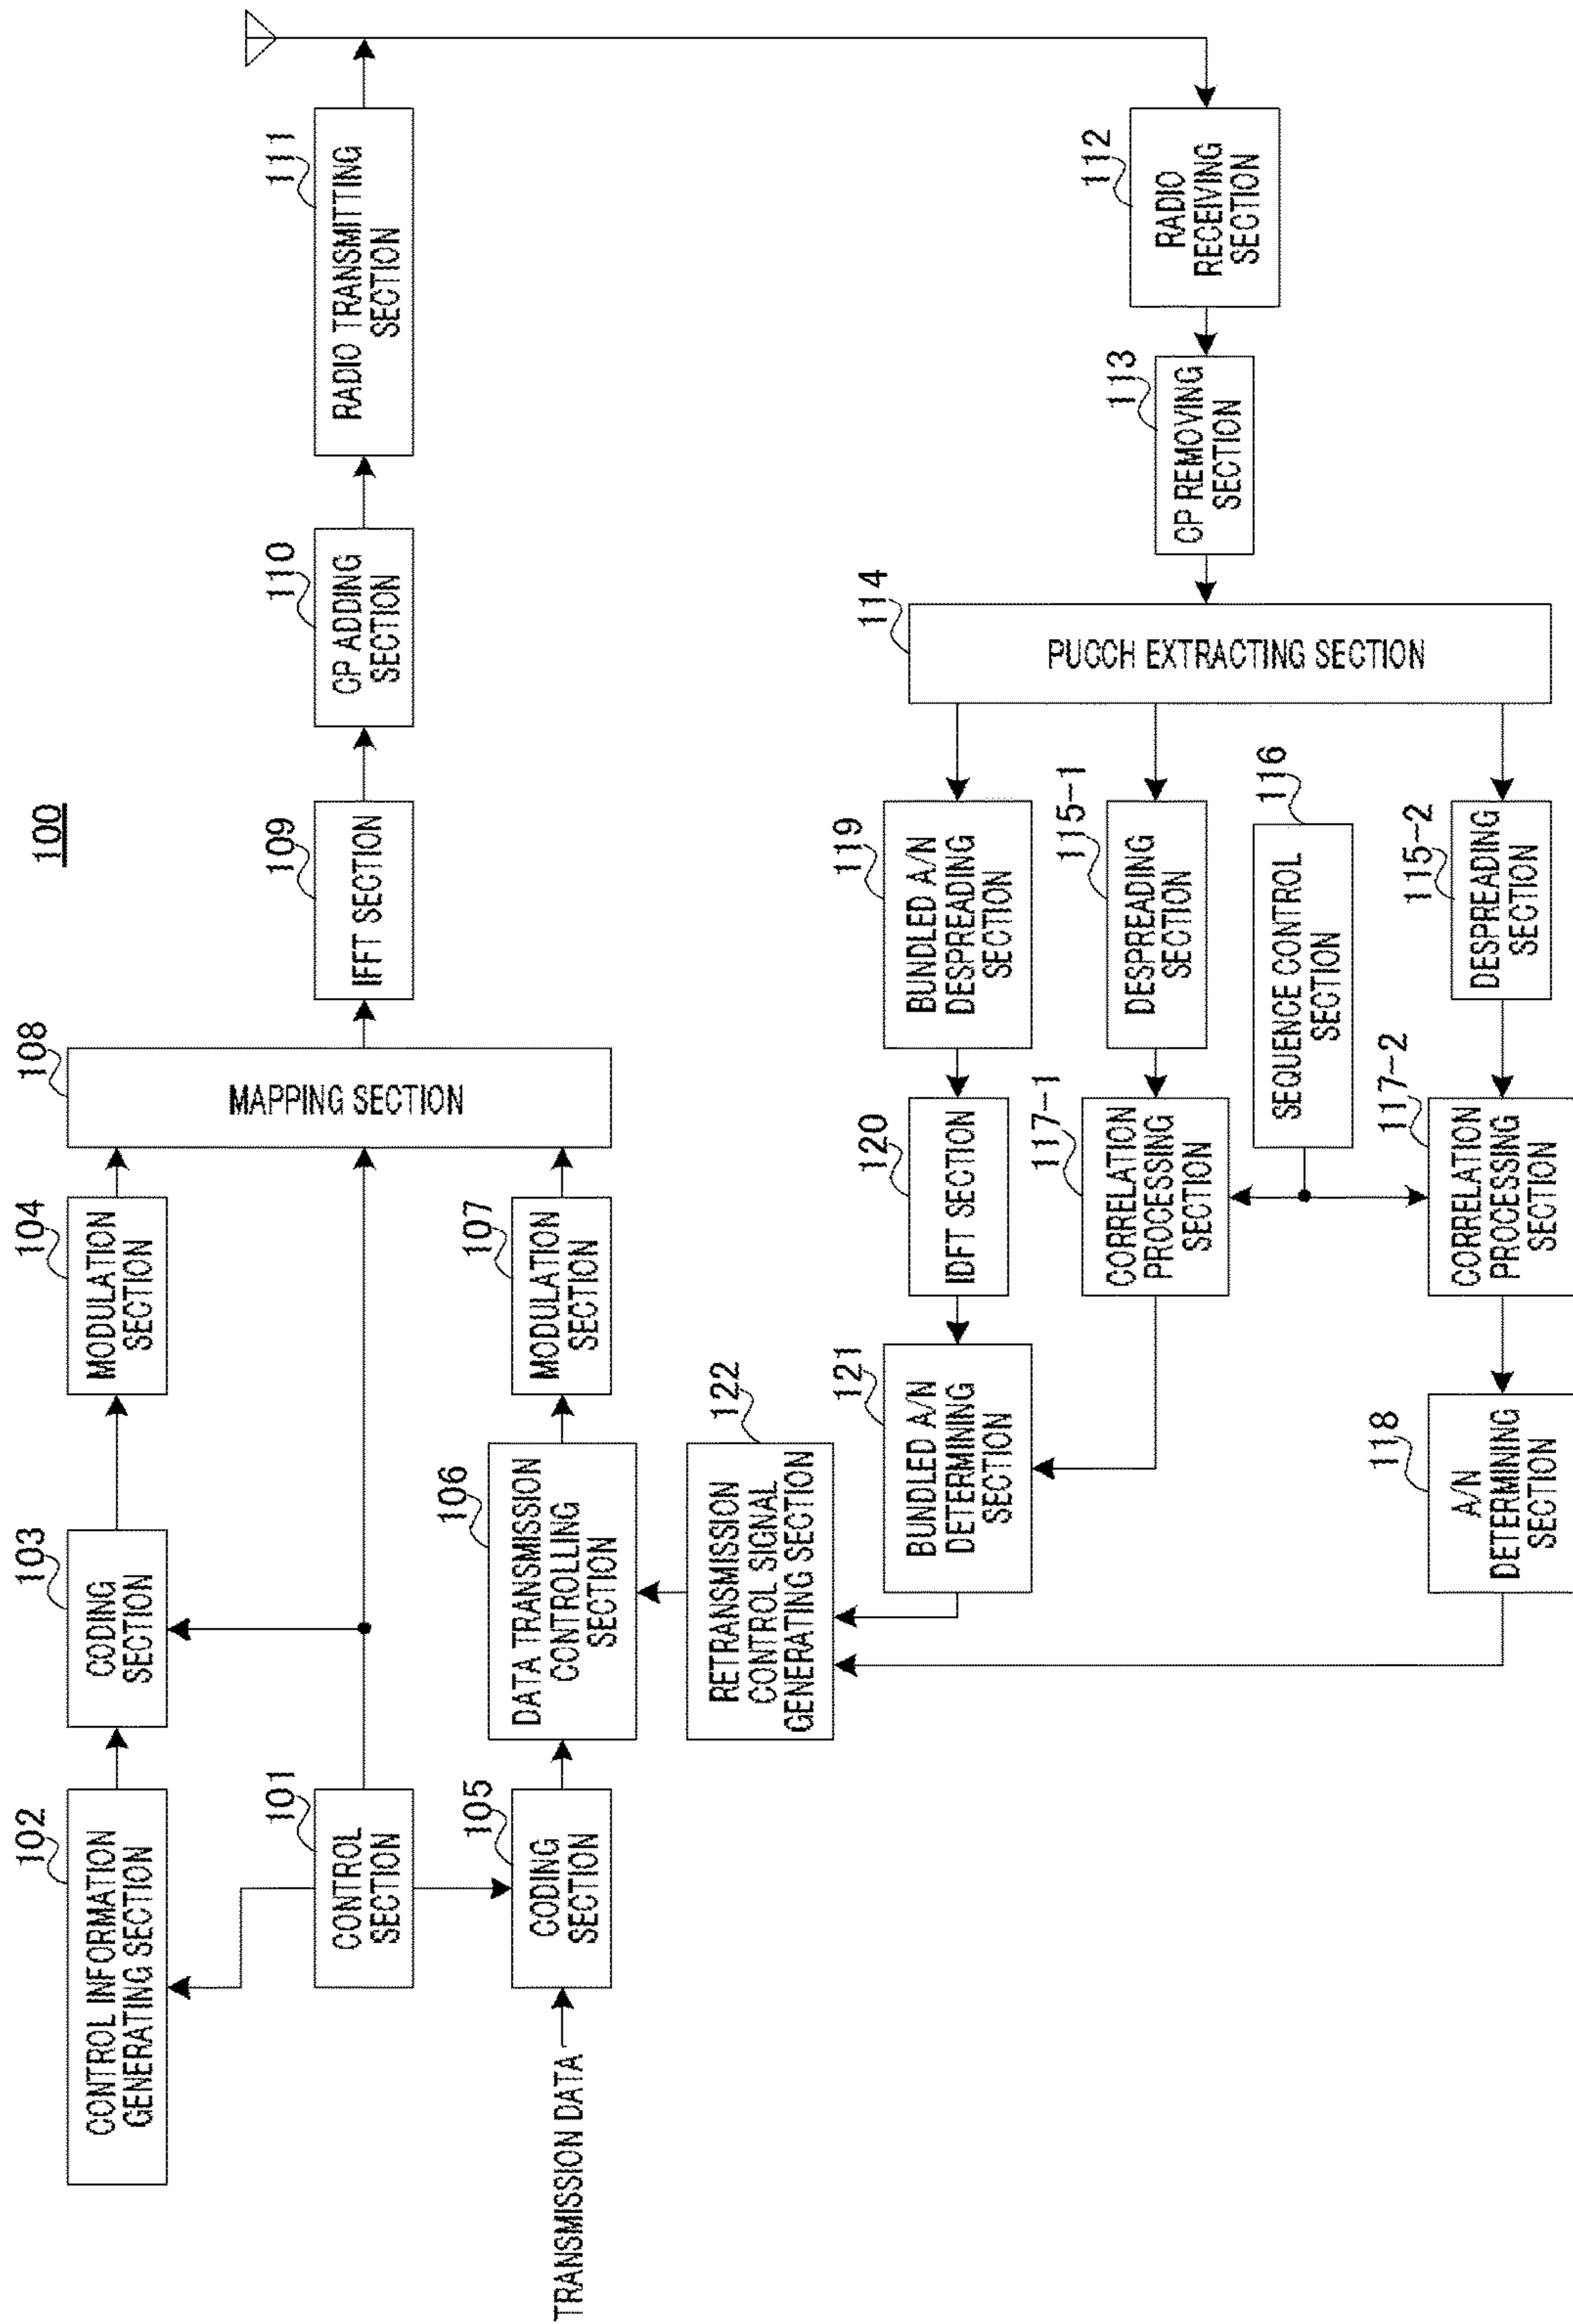 100
102
CONTROL INFORMATION
GENERATING SECTION
103
CODING
SECTION
104
MODULATION
SECTION
108
MAPPING SECTION
109
IFFT SECTION
110
CP ADDING
SECTION
111
RADIO TRANSMITTING
SECTION
101
CONTROL
SECTION
TRANSMISSION DATA
105
CODING
SECTION
106
DATA TRANSMISSION
CONTROLLING
SECTION
107
MODULATION
SECTION
122
RETRANSMISSION
CONTROL SIGNAL
GENERATING SECTION
121
BUNDLED A/N
DETERMINING
SECTION
120
IDFT SECTION
119
BUNDLED A/N
DESPREADING
SECTION
114
PUCCH EXTRACTING SECTION
113
CP REMOVING
SECTION
112
RADIO
RECEIVING
SECTION
117-1
CORRELATION
PROCESSING
SECTION
115-1
DESPREADING
SECTION
116
SEQUENCE CONTROL
SECTION
118
A/N
DETERMINING
SECTION
117-2
CORRELATION
PROCESSING
SECTION
115-2
DESPREADING
SECTION